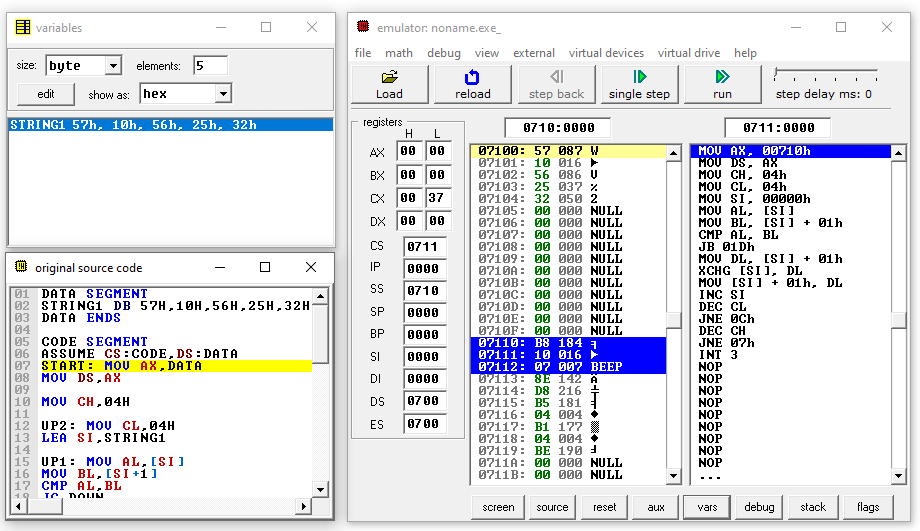 variables
size: byte elements: 5
edit show as: hex
STRING1 57h, 10h, 56h, 25h, 32h
original source code
01 DATA SEGMENT
02 STRING1 DB 57H,10H,56H,25H,32H
03 DATA ENDS
04
05 CODE SEGMENT
06 ASSUME CS:CODE,DS:DATA
07 START: MOV AX,DATA
08 MOV DS,AX
09
10 MOV CH,04H
11
12 UP2: MOV CL,04H
13 LEA SI,STRING1
14
15 UP1: MOV AL,[SI]
16 MOV BL,[SI+1]
17 CMP AL,BL
18 JC DOWN
emulator: noname.exe_
file math debug view external virtual devices virtual drive help
Load reload step back single step run step delay ms: 0
registers
H L
AX 00 00
BX 00 00
CX 00 37
DX 00 00
CS 0711
IP 0000
SS 0710
SP 0000
BP 0000
SI 0000
DI 0000
DS 0700
ES 0700
0710:0000
07100: 57 087 W
07101: 10 016 ►
07102: 56 086 V
07103: 25 037 %
07104: 32 050 2
07105: 00 000 NULL
07106: 00 000 NULL
07107: 00 000 NULL
07108: 00 000 NULL
07109: 00 000 NULL
0710A: 00 000 NULL
0710B: 00 000 NULL
0710C: 00 000 NULL
0710D: 00 000 NULL
0710E: 00 000 NULL
0710F: 00 000 NULL
07110: B8 184 ╕
07111: 10 016 ►
07112: 07 007 BEEP
07113: 8E 142 Ä
07114: D8 216 ╪
07115: B5 181 ╡
07116: 04 004 ♦
07117: B1 177 ▒
07118: 04 004 ♦
07119: BE 190 ╛
0711A: 00 000 NULL
0711B: 00 000 NULL
0711:0000
MOV AX, 00710h
MOV DS, AX
MOV CH, 04h
MOV CL, 04h
MOV SI, 00000h
MOV AL, [SI]
MOV BL, [SI] + 01h
CMP AL, BL
JB 01Dh
MOV DL, [SI] + 01h
XCHG [SI], DL
MOV [SI] + 01h, DL
INC SI
DEC CL
JNE 0Ch
DEC CH
JNE 07h
INT 3
NOP
NOP
NOP
NOP
NOP
NOP
NOP
NOP
NOP
...
screen source reset aux vars debug stack flags